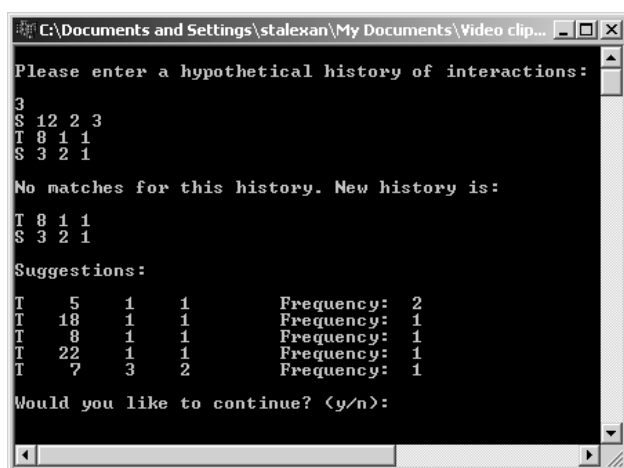 C:\Documents and Settings\stalexan\My Documents\Video clip...
Please enter a hypothetical history of interactions:
3
S 12 2 3
T 8 1 1
S 3 2 1
No matches for this history. New history is:
T 8 1 1
S 3 2 1
Suggestions:
T 5 1 1 Frequency: 2
T 18 1 1 Frequency: 1
T 8 1 1 Frequency: 1
T 22 1 1 Frequency: 1
T 7 3 2 Frequency: 1
Would you like to continue? (y/n):